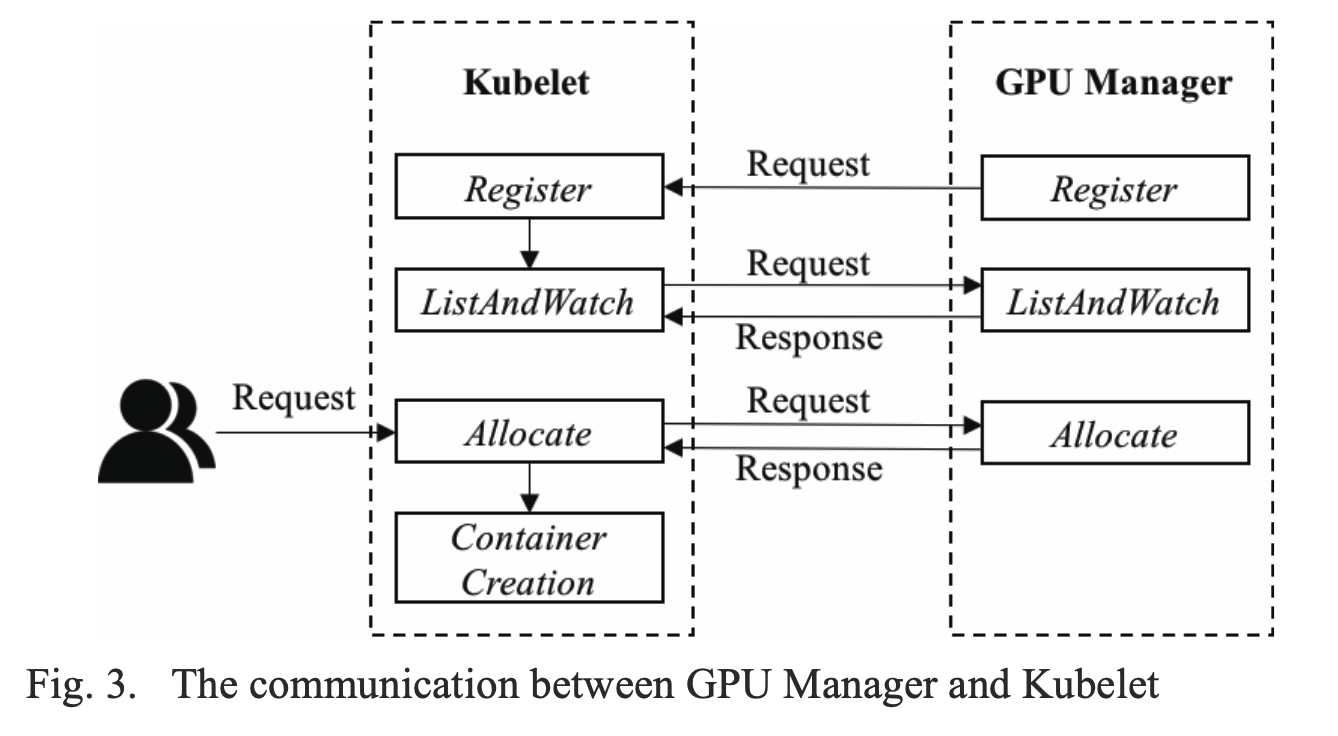 Kubelet
GPU Manager
Request
Register
Register
Request
ListAndWatch
ListAndWatch
Response
Request
Request
Allocate
Allocate
Response
Container
Creation
Fig. 3. The communication between GPU Manager and Kubelet